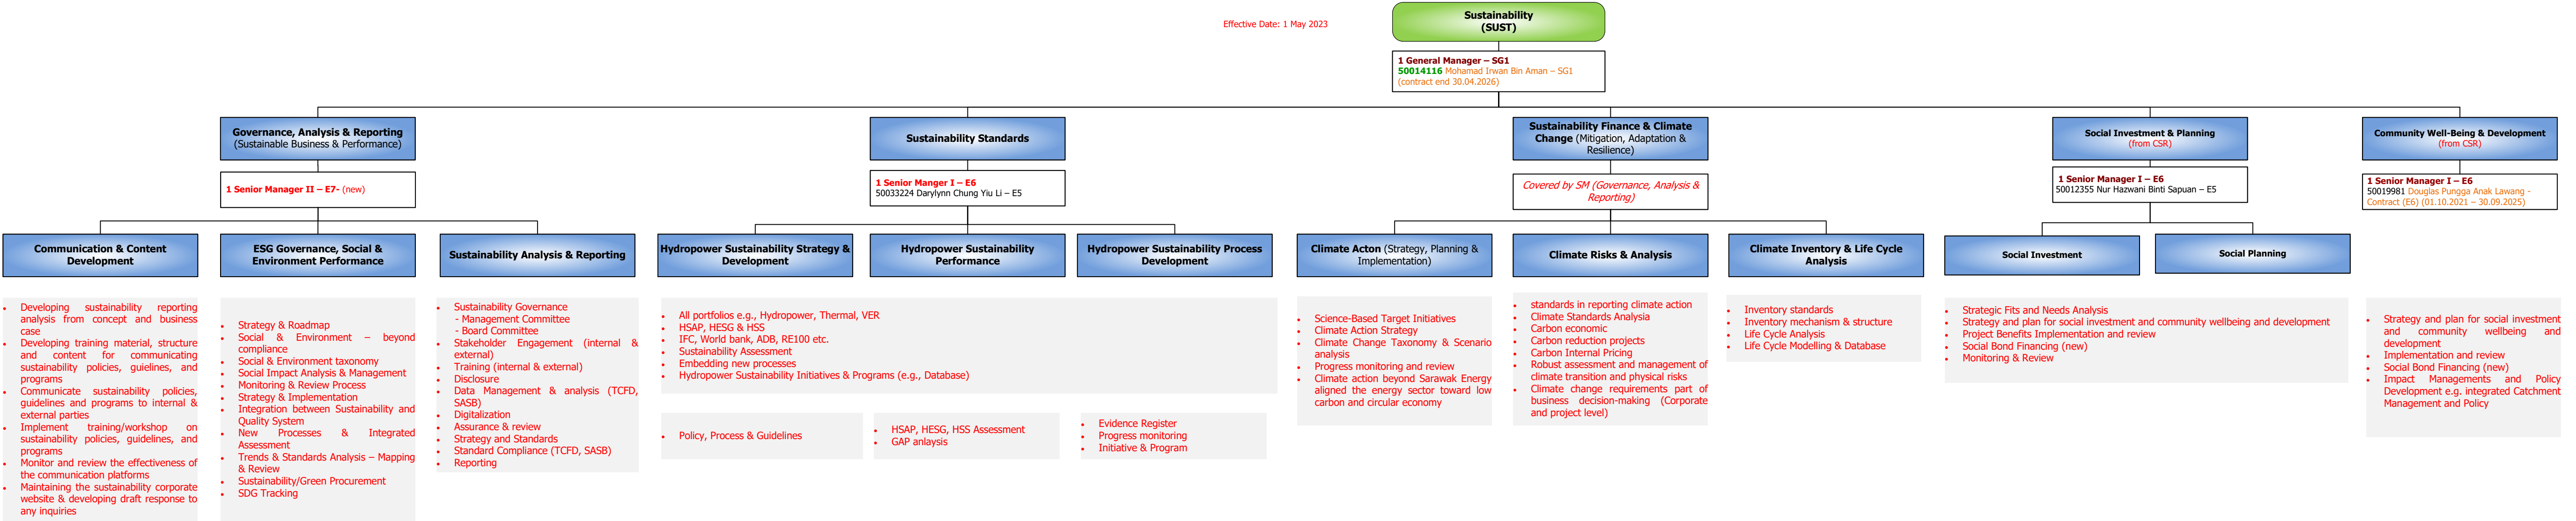 Effective Date: 1 May 2023
Sustainability
(SUST)
1 General Manager – SG1
50014116 Mohamad Irwan Bin Aman – SG1
(contract end 30.04.2026)
Governance, Analysis & Reporting
(Sustainable Business & Performance)
1 Senior Manager II – E7- (new)
Sustainability Standards
1 Senior Manger I – E6
50033224 Darylynn Chung Yiu Li – E5
Sustainability Finance & Climate
Change (Mitigation, Adaptation &
Resilience)
Covered by SM (Governance, Analysis &
Reporting)
Social Investment & Planning
(from CSR)
1 Senior Manager I – E6
50012355 Nur Hazwani Binti Sapuan – E5
Community Well-Being & Development
(from CSR)
1 Senior Manager I – E6
50019981 Douglas Pungga Anak Lawang -
Contract (E6) (01.10.2021 – 30.09.2025)
Communication & Content
Development
ESG Governance, Social &
Environment Performance
Sustainability Analysis & Reporting
Hydropower Sustainability Strategy &
Development
Hydropower Sustainability
Performance
Hydropower Sustainability Process
Development
Climate Acton (Strategy, Planning &
Implementation)
Climate Risks & Analysis
Climate Inventory & Life Cycle
Analysis
Social Investment
Social Planning
• Developing sustainability reporting
analysis from concept and business
case
• Developing training material, structure
and content for communicating
sustainability policies, guielines, and
programs
• Communicate sustainability policies,
guidelines and programs to internal &
external parties
• Implement training/workshop on
sustainability policies, guidelines, and
programs
• Monitor and review the effectiveness of
the communication platforms
• Maintaining the sustainability corporate
website & developing draft response to
any inquiries
• Strategy & Roadmap
• Social & Environment – beyond
compliance
• Social & Environment taxonomy
• Social Impact Analysis & Management
• Monitoring & Review Process
• Strategy & Implementation
• Integration between Sustainability and
Quality System
• New Processes & Integrated
Assessment
• Trends & Standards Analysis – Mapping
& Review
• Sustainability/Green Procurement
• SDG Tracking
• Sustainability Governance
- Management Committee
- Board Committee
• Stakeholder Engagement (internal &
external)
• Training (internal & external)
• Disclosure
• Data Management & analysis (TCFD,
SASB)
• Digitalization
• Assurance & review
• Strategy and Standards
• Standard Compliance (TCFD, SASB)
• Reporting
• All portfolios e.g., Hydropower, Thermal, VER
• HSAP, HESG & HSS
• IFC, World bank, ADB, RE100 etc.
• Sustainability Assessment
• Embedding new processes
• Hydropower Sustainability Initiatives & Programs (e.g., Database)
• Policy, Process & Guidelines
• HSAP, HESG, HSS Assessment
• GAP anlaysis
• Evidence Register
• Progress monitoring
• Initiative & Program
• Science-Based Target Initiatives
• Climate Action Strategy
• Climate Change Taxonomy & Scenario
analysis
• Progress monitoring and review
• Climate action beyond Sarawak Energy
aligned the energy sector toward low
carbon and circular economy
• standards in reporting climate action
• Climate Standards Analysia
• Carbon economic
• Carbon reduction projects
• Carbon Internal Pricing
• Robust assessment and management of
climate transition and physical risks
• Climate change requirements part of
business decision-making (Corporate
and project level)
• Inventory standards
• Inventory mechanism & structure
• Life Cycle Analysis
• Life Cycle Modelling & Database
• Strategic Fits and Needs Analysis
• Strategy and plan for social investment and community wellbeing and development
• Project Benefits Implementation and review
• Social Bond Financing (new)
• Monitoring & Review
• Strategy and plan for social investment
and community wellbeing and
development
• Implementation and review
• Social Bond Financing (new)
• Impact Managements and Policy
Development e.g. integrated Catchment
Management and Policy